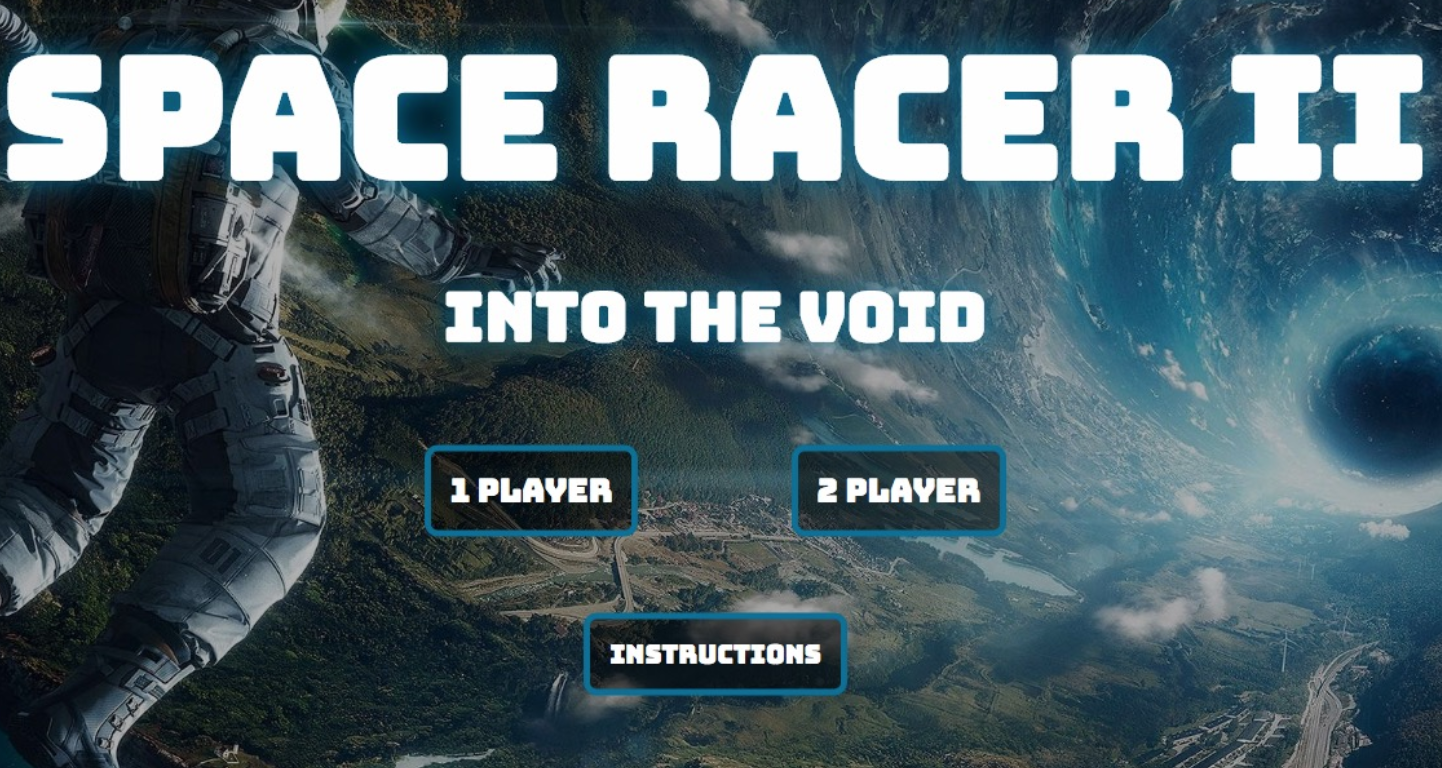 SPACE RACER II
INTO THE VOID
1 PLAYER
2 PLAYER
INSTRUCTIONS